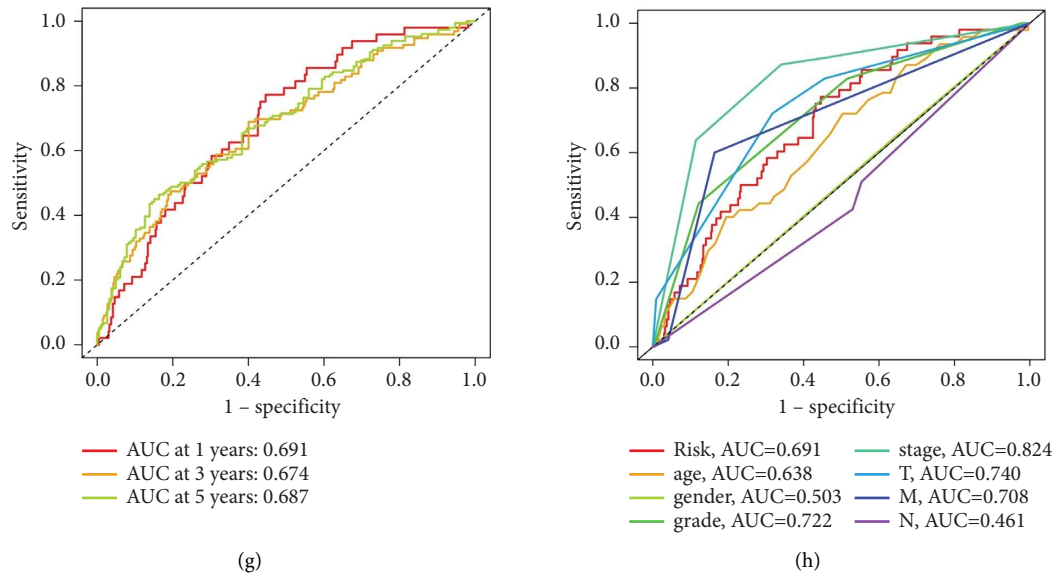 1.0
0.8
0.6
0.4
0.2
0.0
Sensitivity
0.0 0.2 0.4 0.6 0.8 1.0
1 – specificity
AUC at 1 years: 0.691
AUC at 3 years: 0.674
AUC at 5 years: 0.687
(g)
1.0
0.8
0.6
0.4
0.2
0.0
Sensitivity
0.0 0.2 0.4 0.6 0.8 1.0
1 – specificity
Risk, AUC=0.691
age, AUC=0.638
gender, AUC=0.503
grade, AUC=0.722
stage, AUC=0.824
T, AUC=0.740
M, AUC=0.708
N, AUC=0.461
(h)